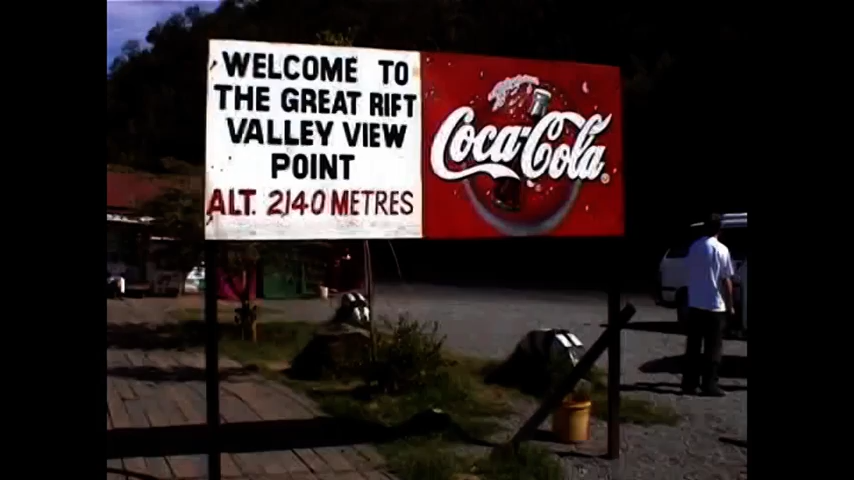 WELCOME TO
THE GREAT RIFT
VALLEY VIEW
POINT
ALT. 2140 METRES
Coca-Cola